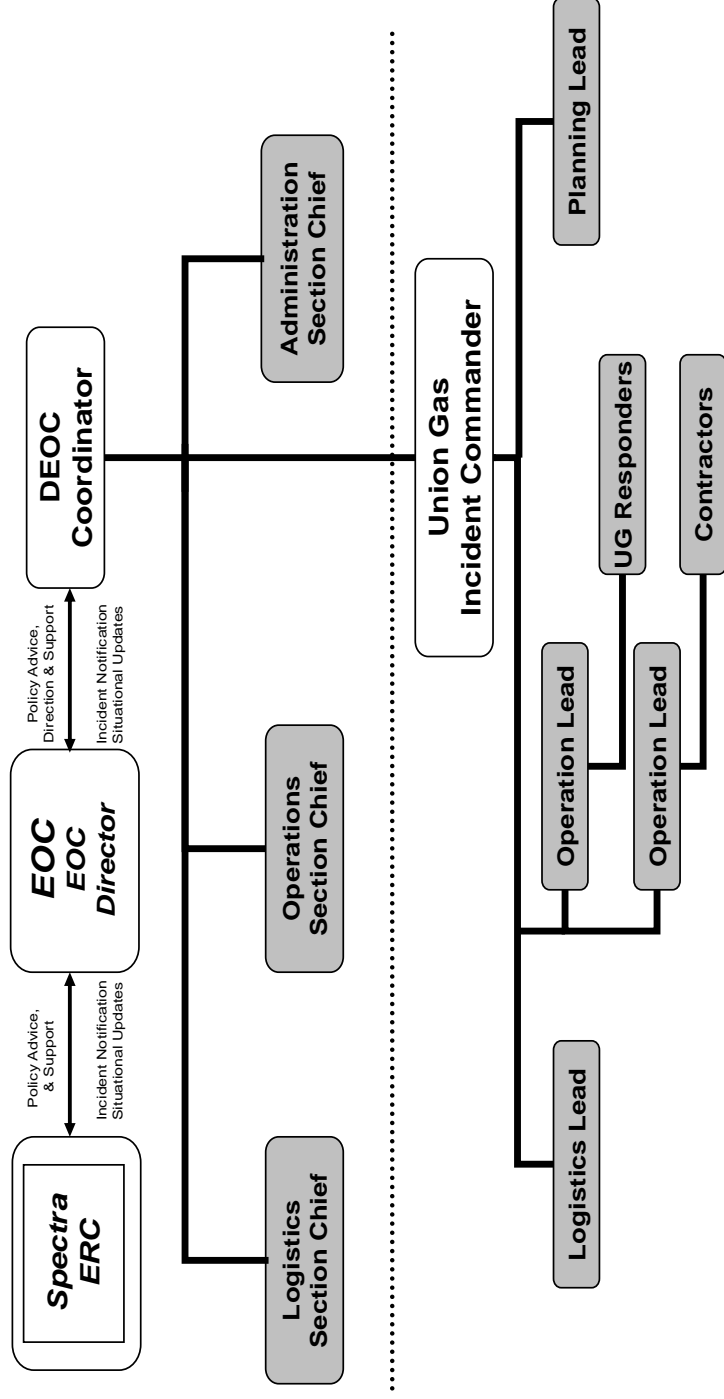 Spectra
ERC
Policy Advice,
& Support
Incident Notification
Situational Updates
EOC
EOC
Director
Policy Advice,
Direction & Support
Incident Notification
Situational Updates
DEOC
Coordinator
Logistics
Section Chief
Operations
Section Chief
Administration
Section Chief
Union Gas
Incident Commander
Logistics Lead
Operation Lead
Operation Lead
UG Responders
Contractors
Planning Lead